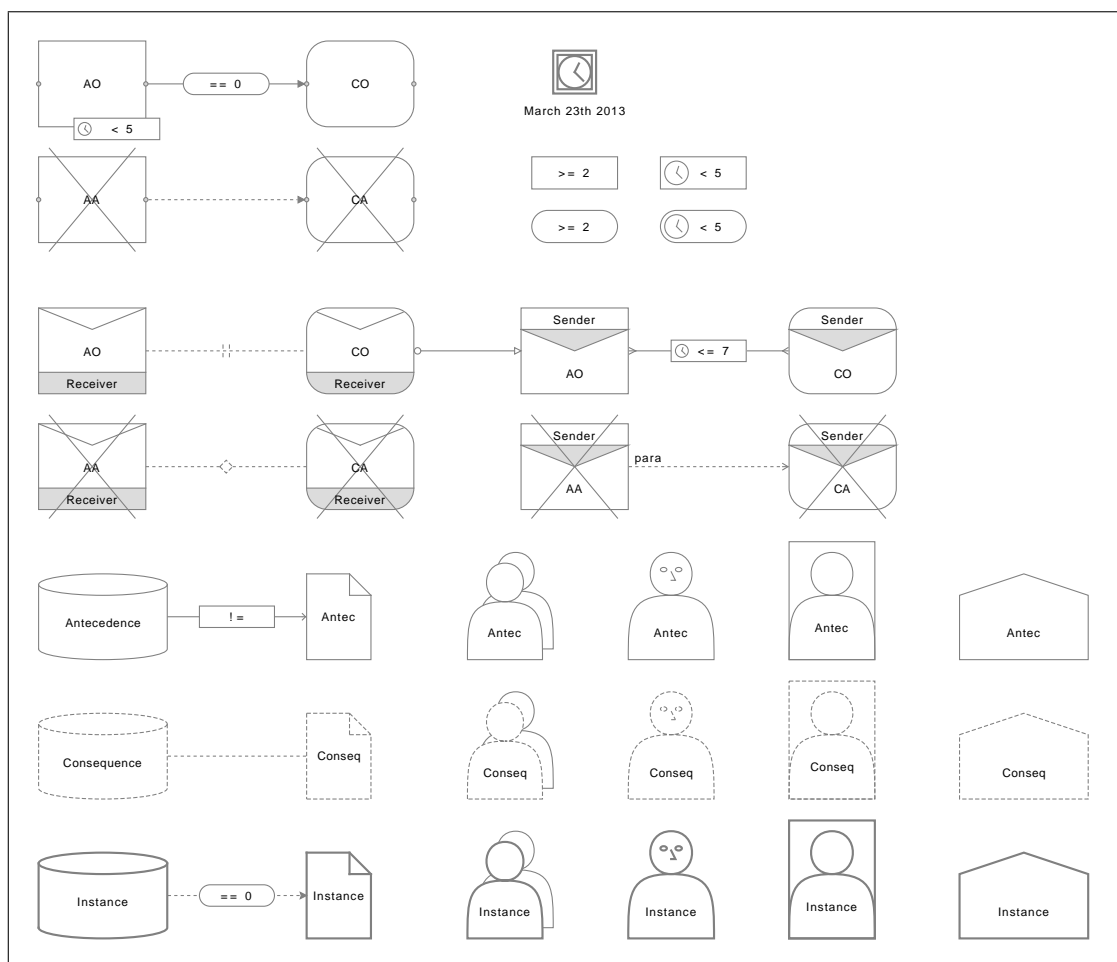 AO
== 0
CO
< 5
March 23th 2013
AA
CA
>= 2
< 5
>= 2
< 5
AO
Receiver
CO
Receiver
Sender
AO
<= 7
Sender
CO
AA
Receiver
CA
Receiver
Sender
AA
para
Sender
CA
Antecedence
! =
Antec
Antec
Antec
Antec
Antec
Consequence
Conseq
Conseq
Conseq
Conseq
Conseq
Instance
== 0
Instance
Instance
Instance
Instance
Instance